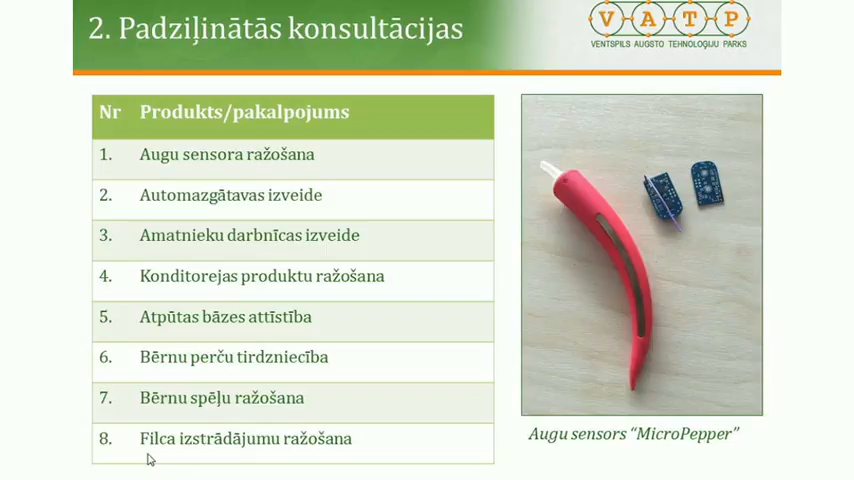 2. Padziļinātās konsultācijas
VATP
VENTSPILS AUGSTO TEHNOLOĢIJU PARKS
Nr Produkts/pakalpojums
1. Augu sensora ražošana
2. Automazgātavas izveide
3. Amatnieku darbnīcas izveide
4. Konditorejas produktu ražošana
5. Atpūtas bāzes attīstība
6. Bērnu perču tirdzniecība
7. Bērnu spēļu ražošana
8. Filca izstrādājumu ražošana
Augu sensors “MicroPepper”